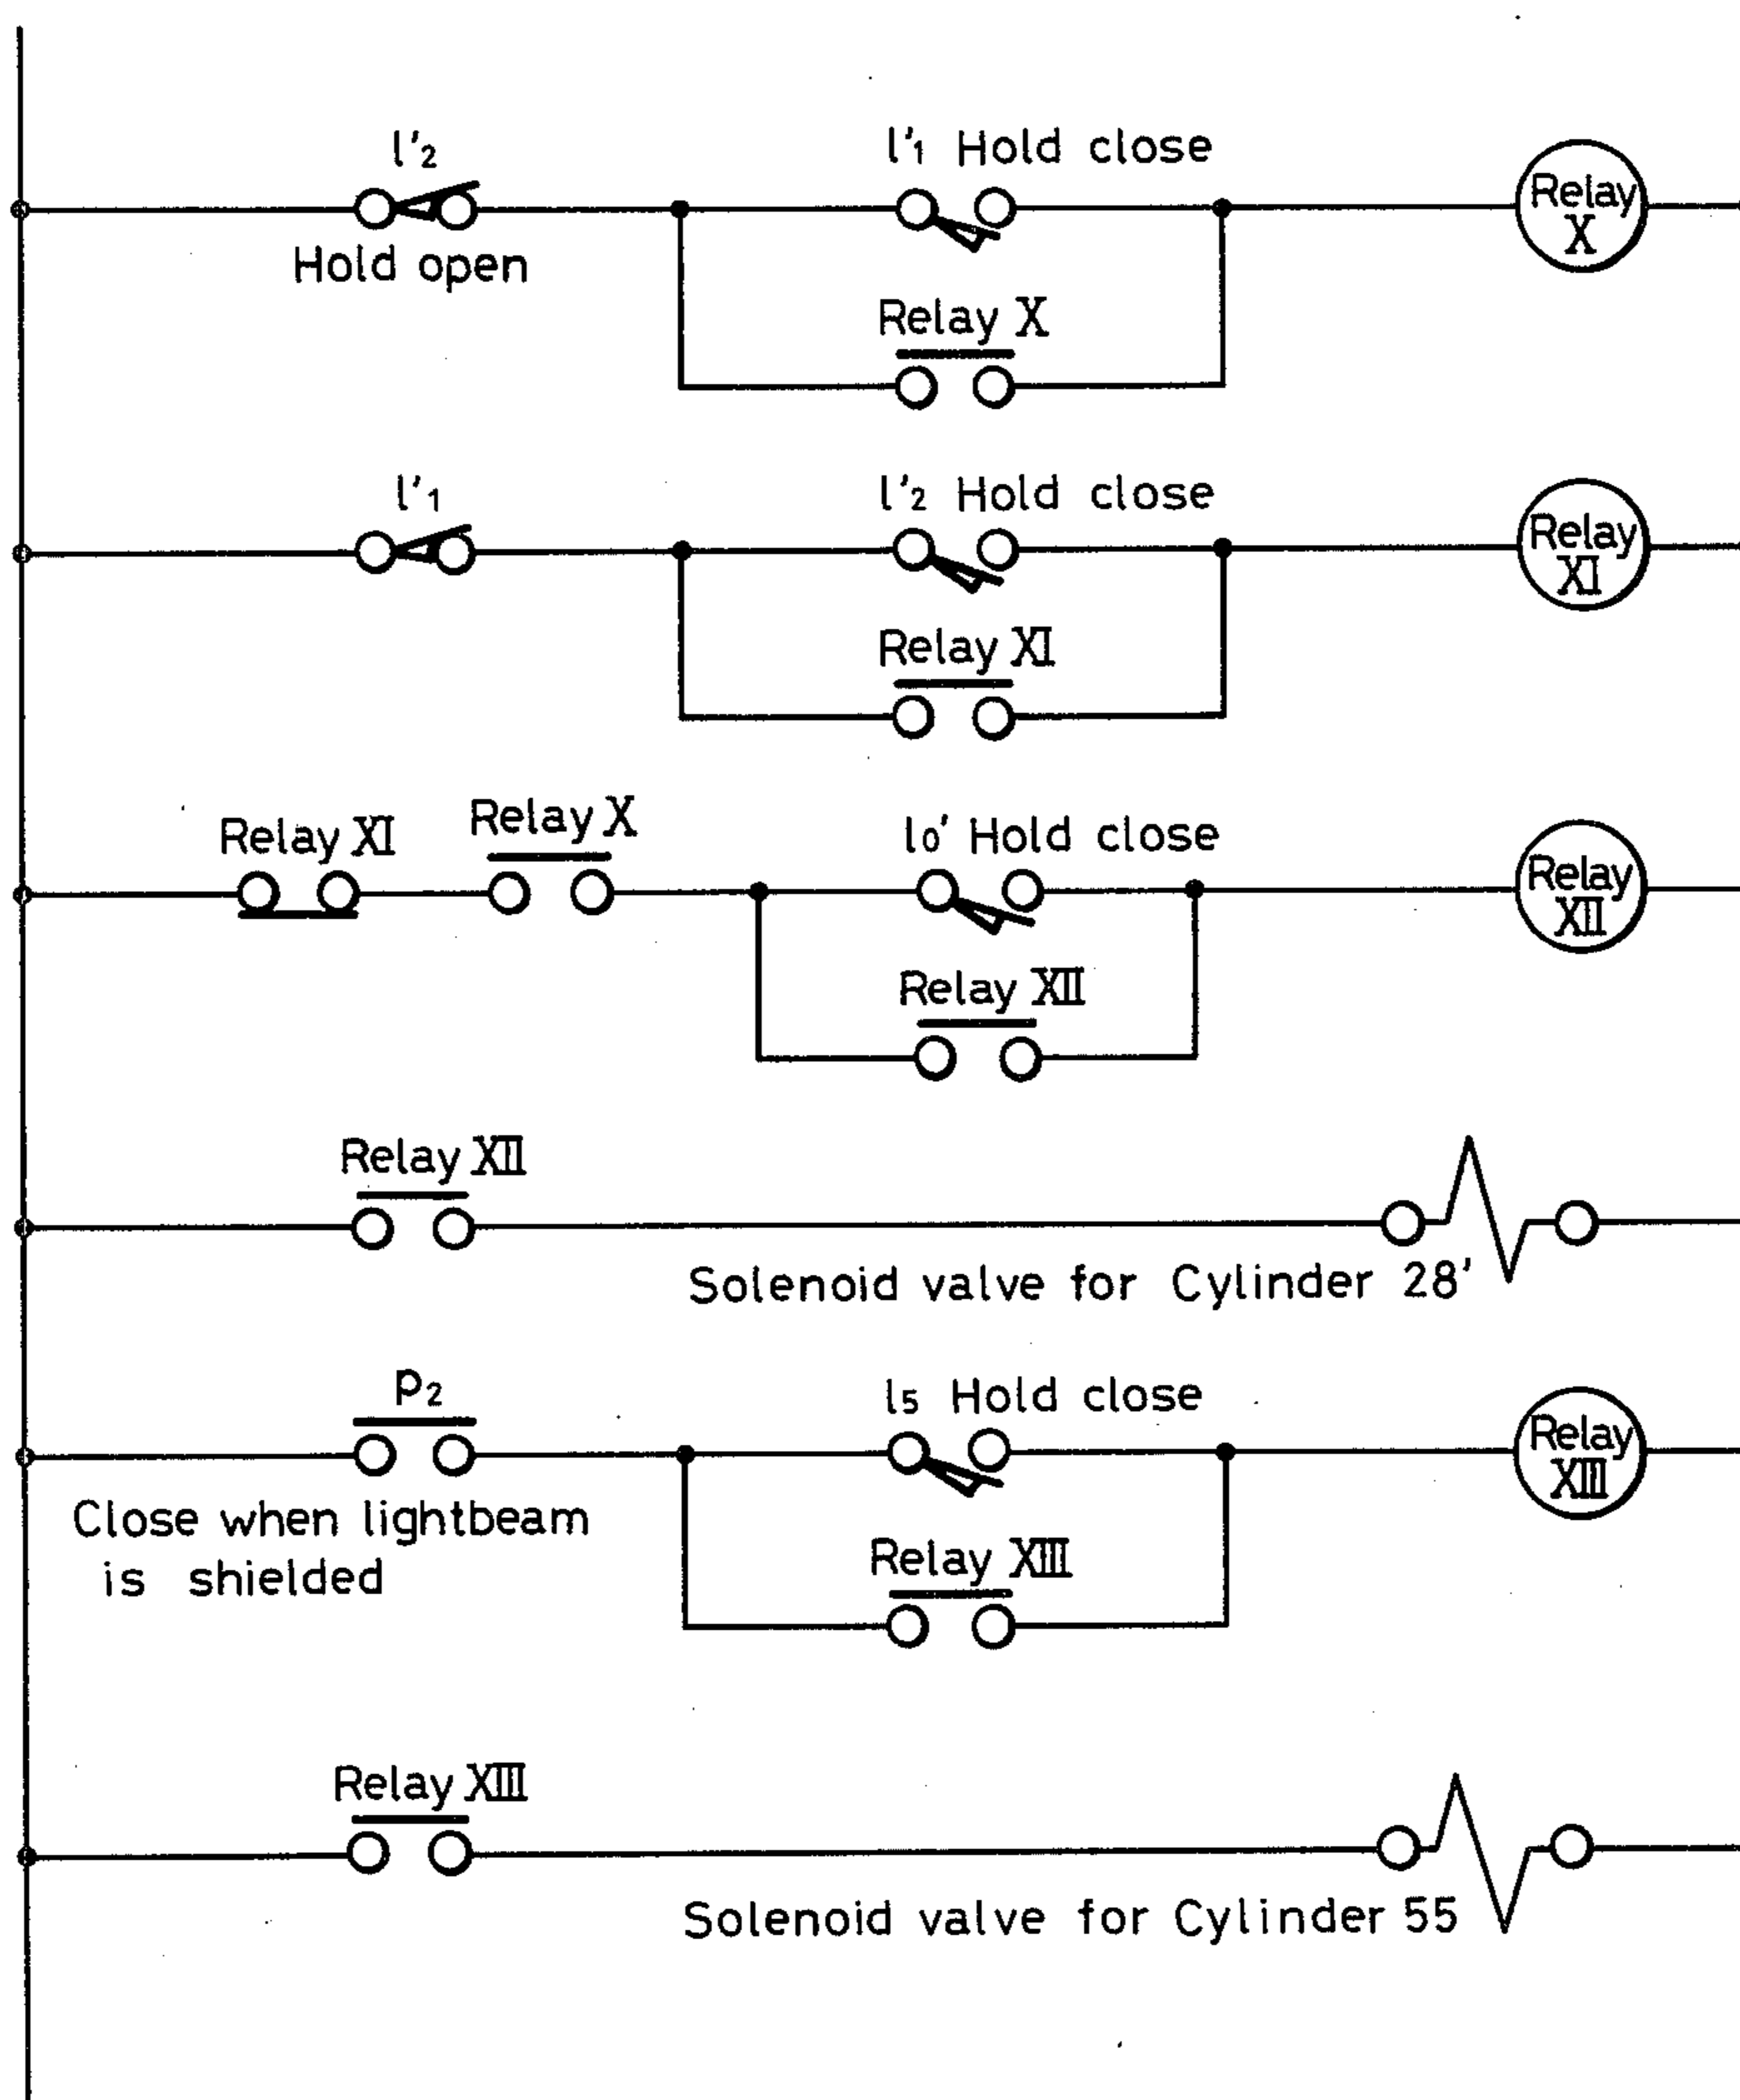 l'2
l'1 Hold close
Relay X
Hold open
Relay X
l'1
l'2 Hold close
Relay XI
Relay XI
Relay XI
Relay X
l0' Hold close
Relay XII
Relay XII
Relay XII
Solenoid valve for Cylinder 28'
p2
l5 Hold close
Relay XIII
Close when lightbeam
is shielded
Relay XIII
Relay XIII
Solenoid valve for Cylinder 55